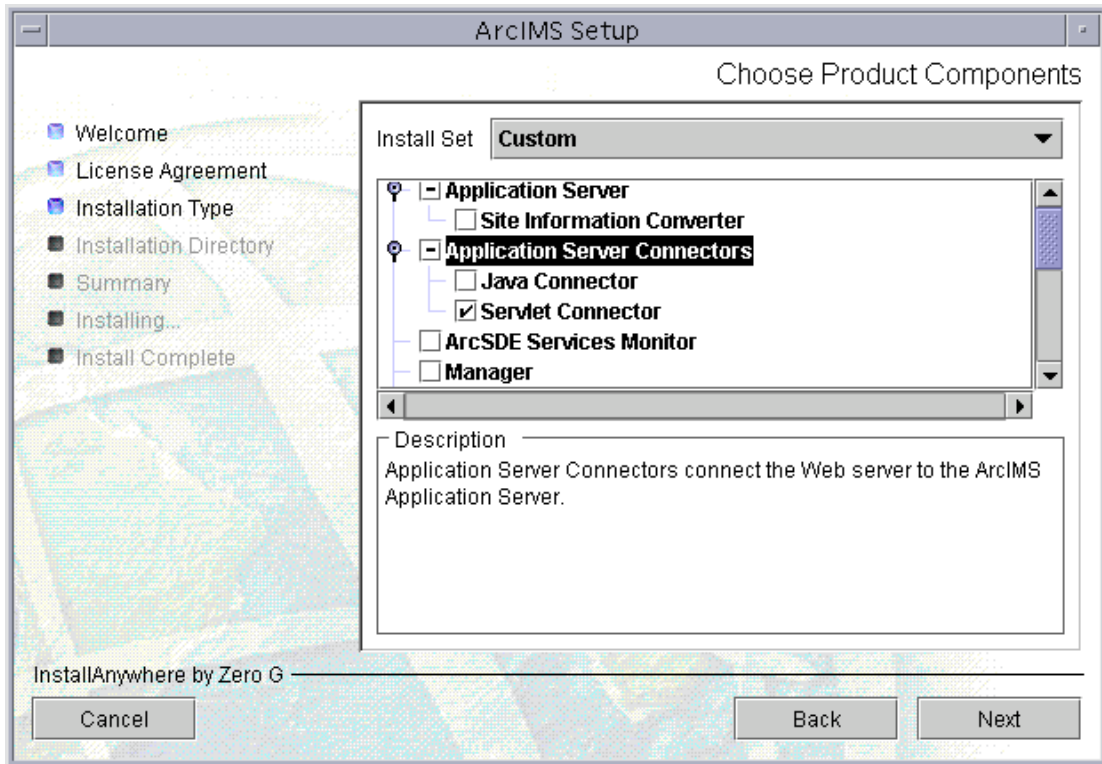 ArcIMS Setup
Choose Product Components
Welcome
License Agreement
Installation Type
Installation Directory
Summary
Installing...
Install Complete
Install Set Custom
Application Server
Site Information Converter
Application Server Connectors
Java Connector
Servlet Connector
ArcSDE Services Monitor
Manager
Description
Application Server Connectors connect the Web server to the ArcIMS
Application Server.
InstallAnywhere by Zero G
Cancel Back Next